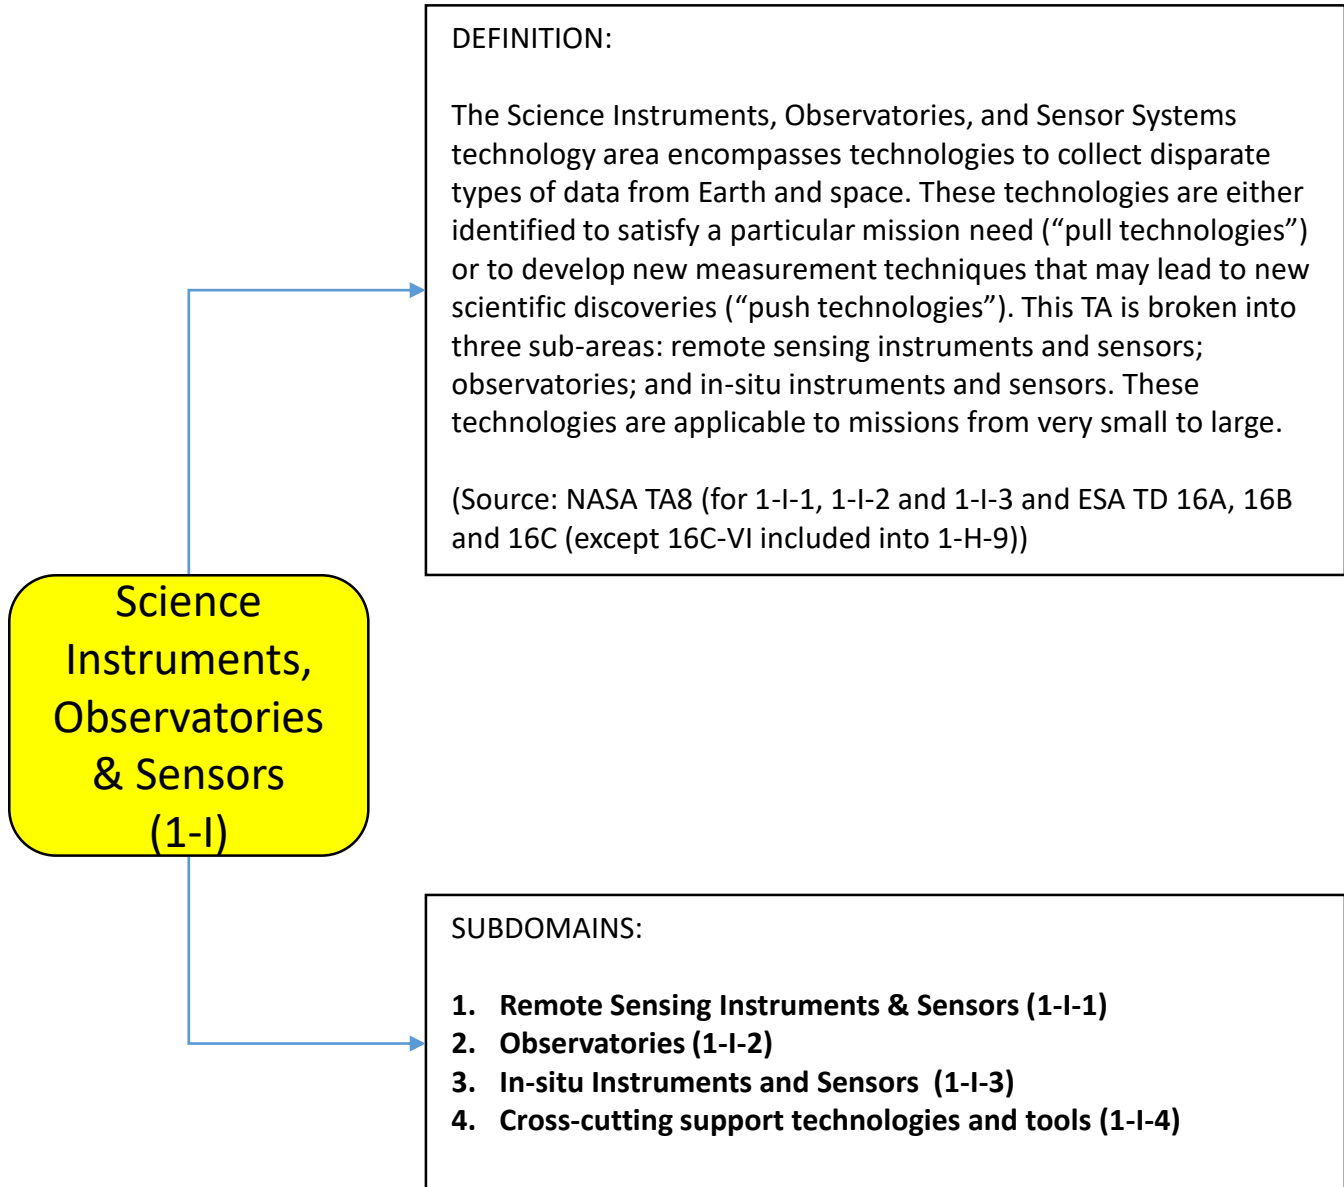 DEFINITION:
The Science Instruments, Observatories, and Sensor Systems
technology area encompasses technologies to collect disparate
types of data from Earth and space. These technologies are either
identified to satisfy a particular mission need (“pull technologies”)
or to develop new measurement techniques that may lead to new
scientific discoveries (“push technologies”). This TA is broken into
three sub-areas: remote sensing instruments and sensors;
observatories; and in-situ instruments and sensors. These
technologies are applicable to missions from very small to large.
(Source: NASA TA8 (for 1-I-1, 1-I-2 and 1-I-3 and ESA TD 16A, 16B
and 16C (except 16C-VI included into 1-H-9))
Science
Instruments,
Observatories
& Sensors
(1-I)
SUBDOMAINS:
1. Remote Sensing Instruments & Sensors (1-I-1)
2. Observatories (1-I-2)
3. In-situ Instruments and Sensors (1-I-3)
4. Cross-cutting support technologies and tools (1-I-4)